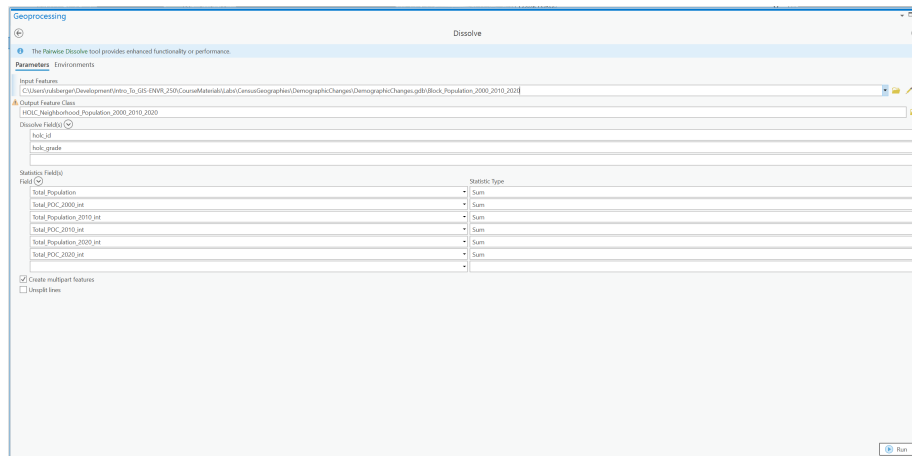 Geoprocessing
Dissolve
The Pairwise Dissolve tool provides enhanced functionality or performance.
Parameters Environments
Input Features
C:\Users\rulsberger\Development\Intro_To_GIS-ENVR_250\CourseMaterials\Labs\CensusGeographies\DemographicChanges\DemographicChanges.gdb\Block_Population_2000_2010_2020
Output Feature Class
HOLC_Neighborhood_Population_2000_2010_2020
Dissolve Field(s)
holc_id
holc_grade
Statistics Field(s)
Field Statistic Type
Total_Population Sum
Total_POC_2000_int Sum
Total_Population_2010_int Sum
Total_POC_2010_int Sum
Total_Population_2020_int Sum
Total_POC_2020_int Sum
Create multipart features
Unsplit lines
Run